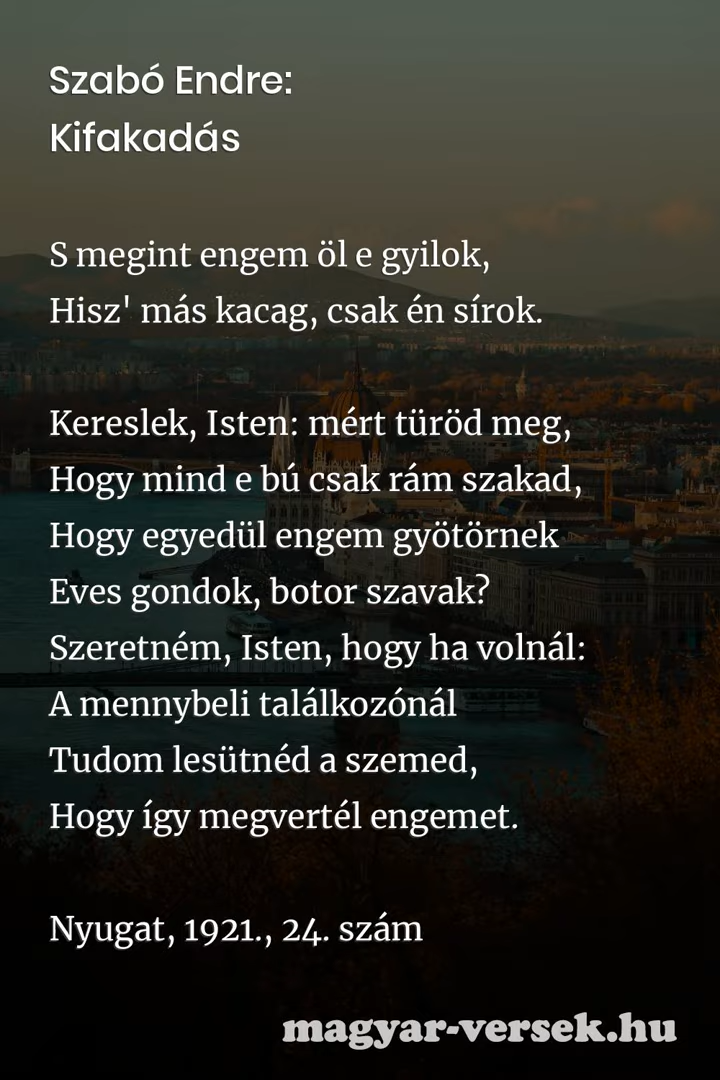 Szabó Endre:
Kifakadás
S megint engem öl e gyilok,
Hisz' más kacag, csak én sírok.
Kereslek, Isten: mért türöd meg,
Hogy mind e bú csak rám szakad,
Hogy egyedül engem gyötörnek
Eves gondok, botor szavak?
Szeretném, Isten, hogy ha volnál:
A mennybeli találkozónál
Tudom lesütnéd a szemed,
Hogy így megvertél engemet.
Nyugat, 1921., 24. szám
magyar-versek.hu